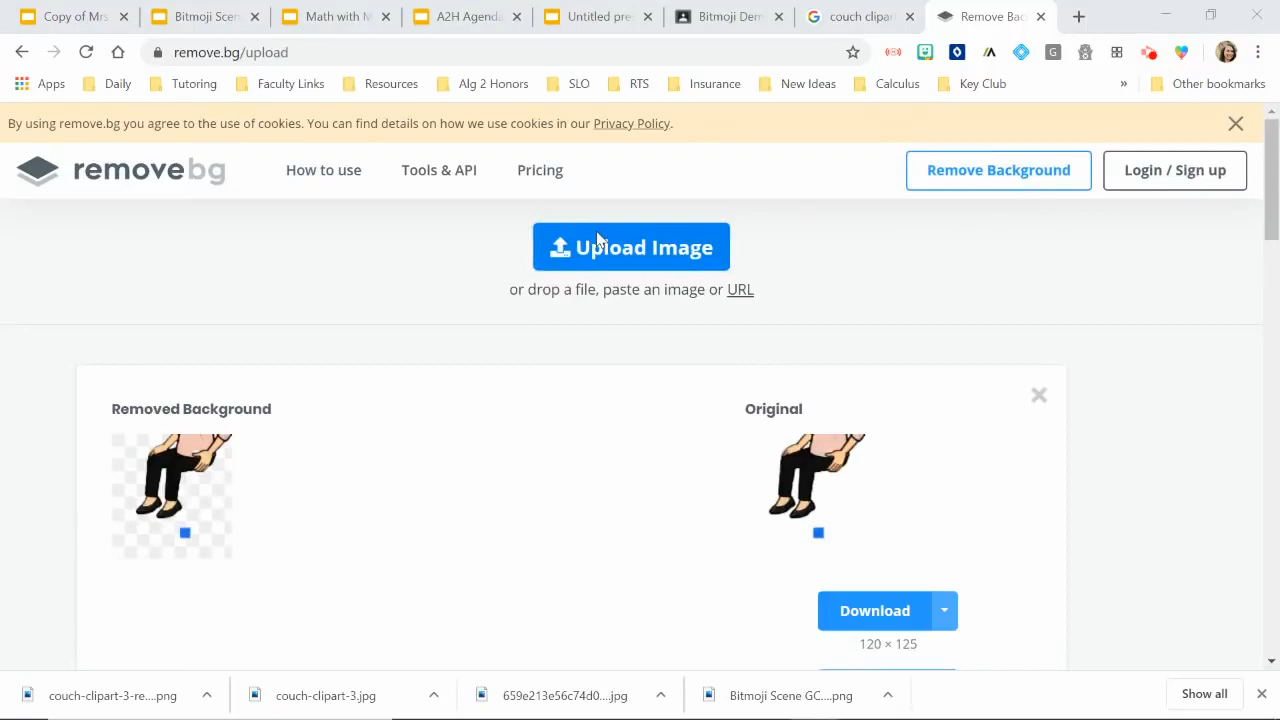 Copy of Mrs
Bitmoji Scen
Math with M
A2H Agenda
Untitled pres
Bitmoji Dem
couch clipar
Remove Bac
remove.bg/upload
Apps
Daily
Tutoring
Faculty Links
Resources
Alg 2 Honors
SLO
RTS
Insurance
New Ideas
Calculus
Key Club
»
Other bookmarks
By using remove.bg you agree to the use of cookies. You can find details on how we use cookies in our Privacy Policy.
removebg
How to use
Tools & API
Pricing
Remove Background
Login / Sign up
Upload Image
or drop a file, paste an image or URL
Removed Background
Original
Download
120 × 125
couch-clipart-3-re....png
couch-clipart-3.jpg
659e213e56c74d0....jpg
Bitmoji Scene GC....png
Show all